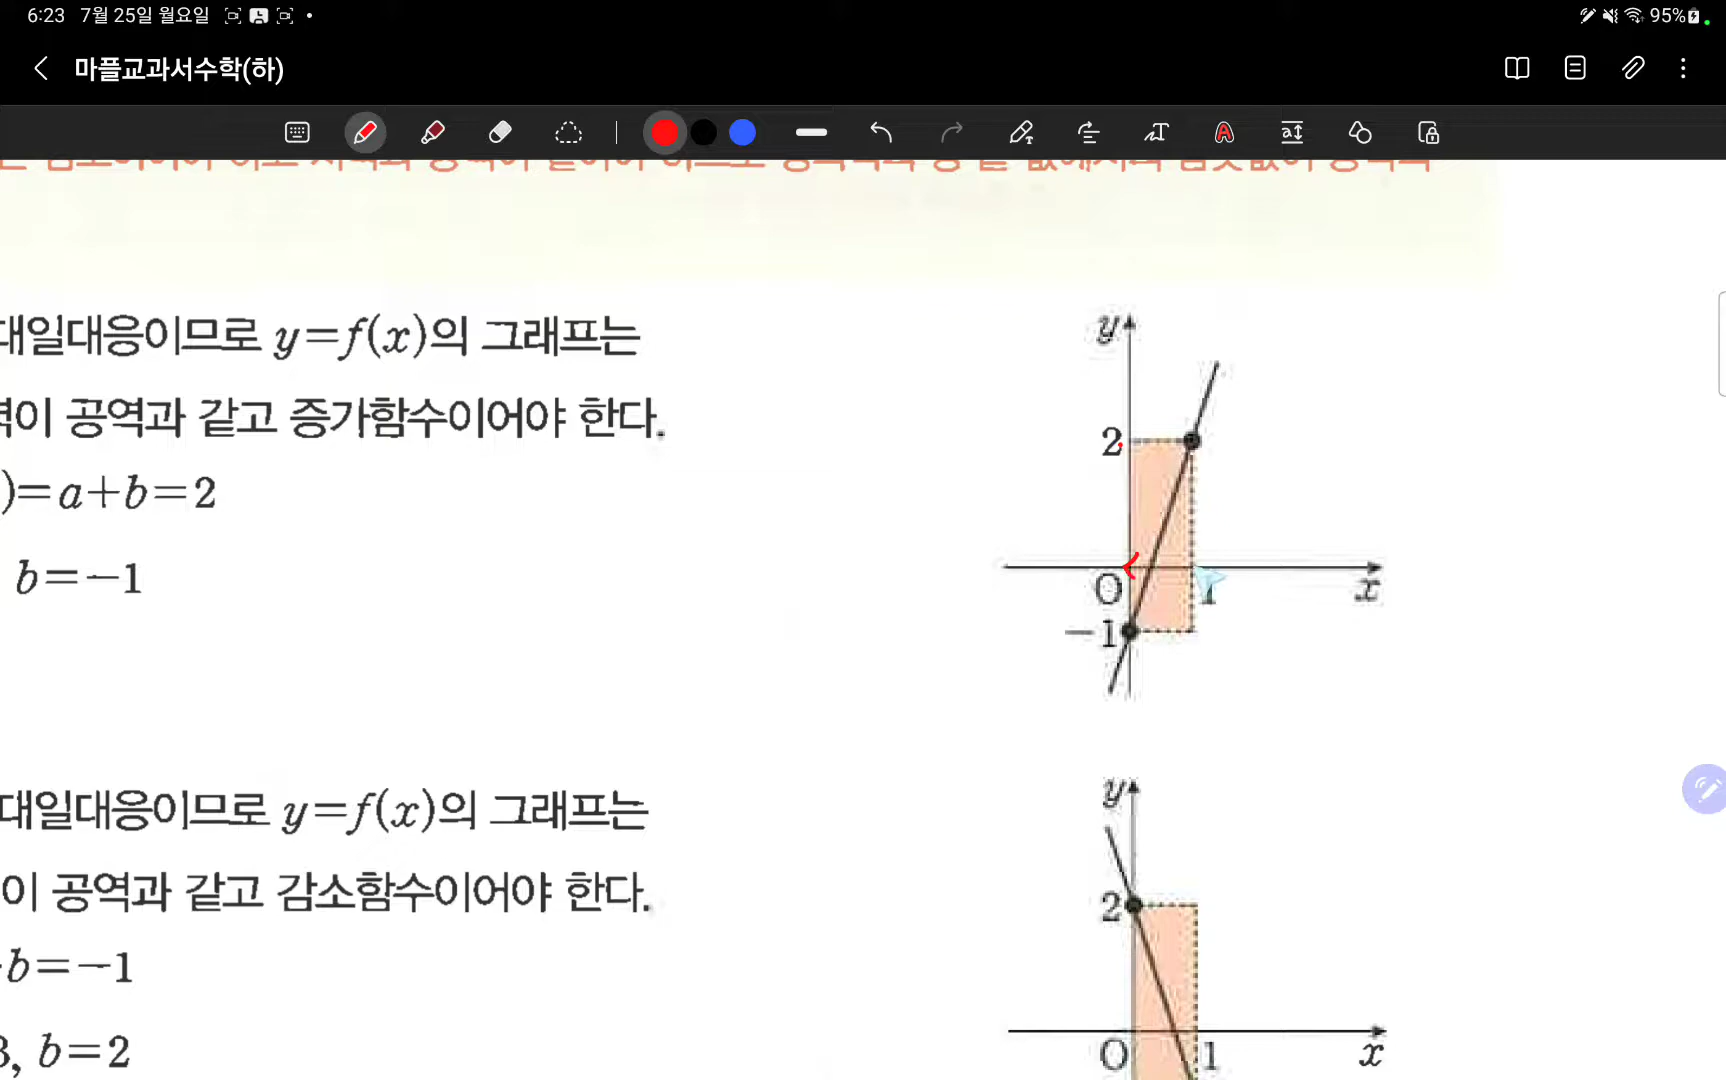 6:23 7월 25일 월요일 95%
마플교과서수학(하)
대일대응이므로 y=f(x)의 그래프는
이 공역과 같고 증가함수이어야 한다.
)=a+b=2
b=-1
y
2
O 1 x
-1
대일대응이므로 y=f(x)의 그래프는
이 공역과 같고 감소함수이어야 한다.
b=-1
3, b=2
y
2
O 1 x